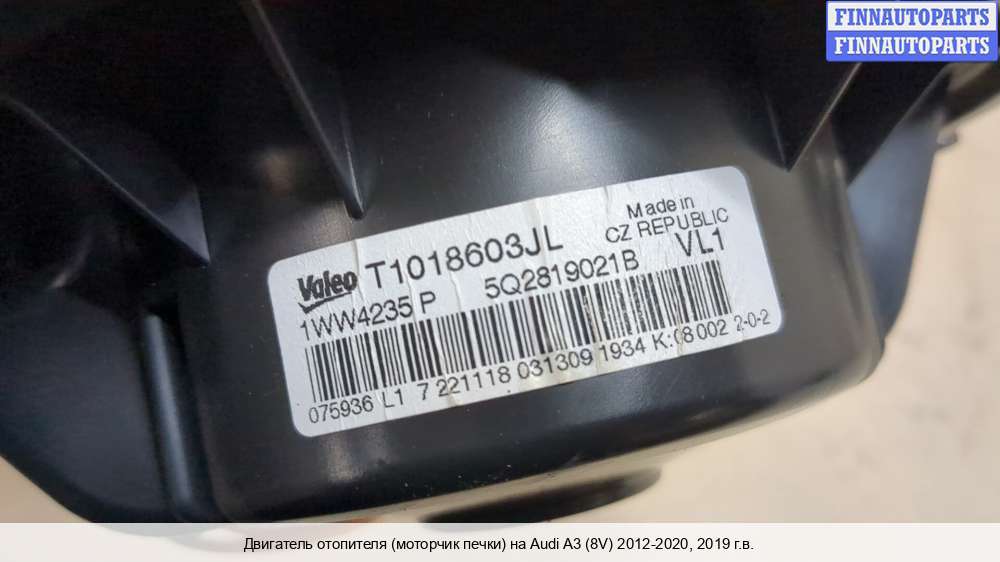 FINNAUTOPARTS
FINNAUTOPARTS
Valeo T1018603JL Made in
CZ REPUBLIC
1WW4235 P 5Q2819021B VL1
075936 L1 7 221118 031309 1934 K:08 002 2-0-2
Двигатель отопителя (моторчик печки) на Audi A3 (8V) 2012-2020, 2019 г.в.